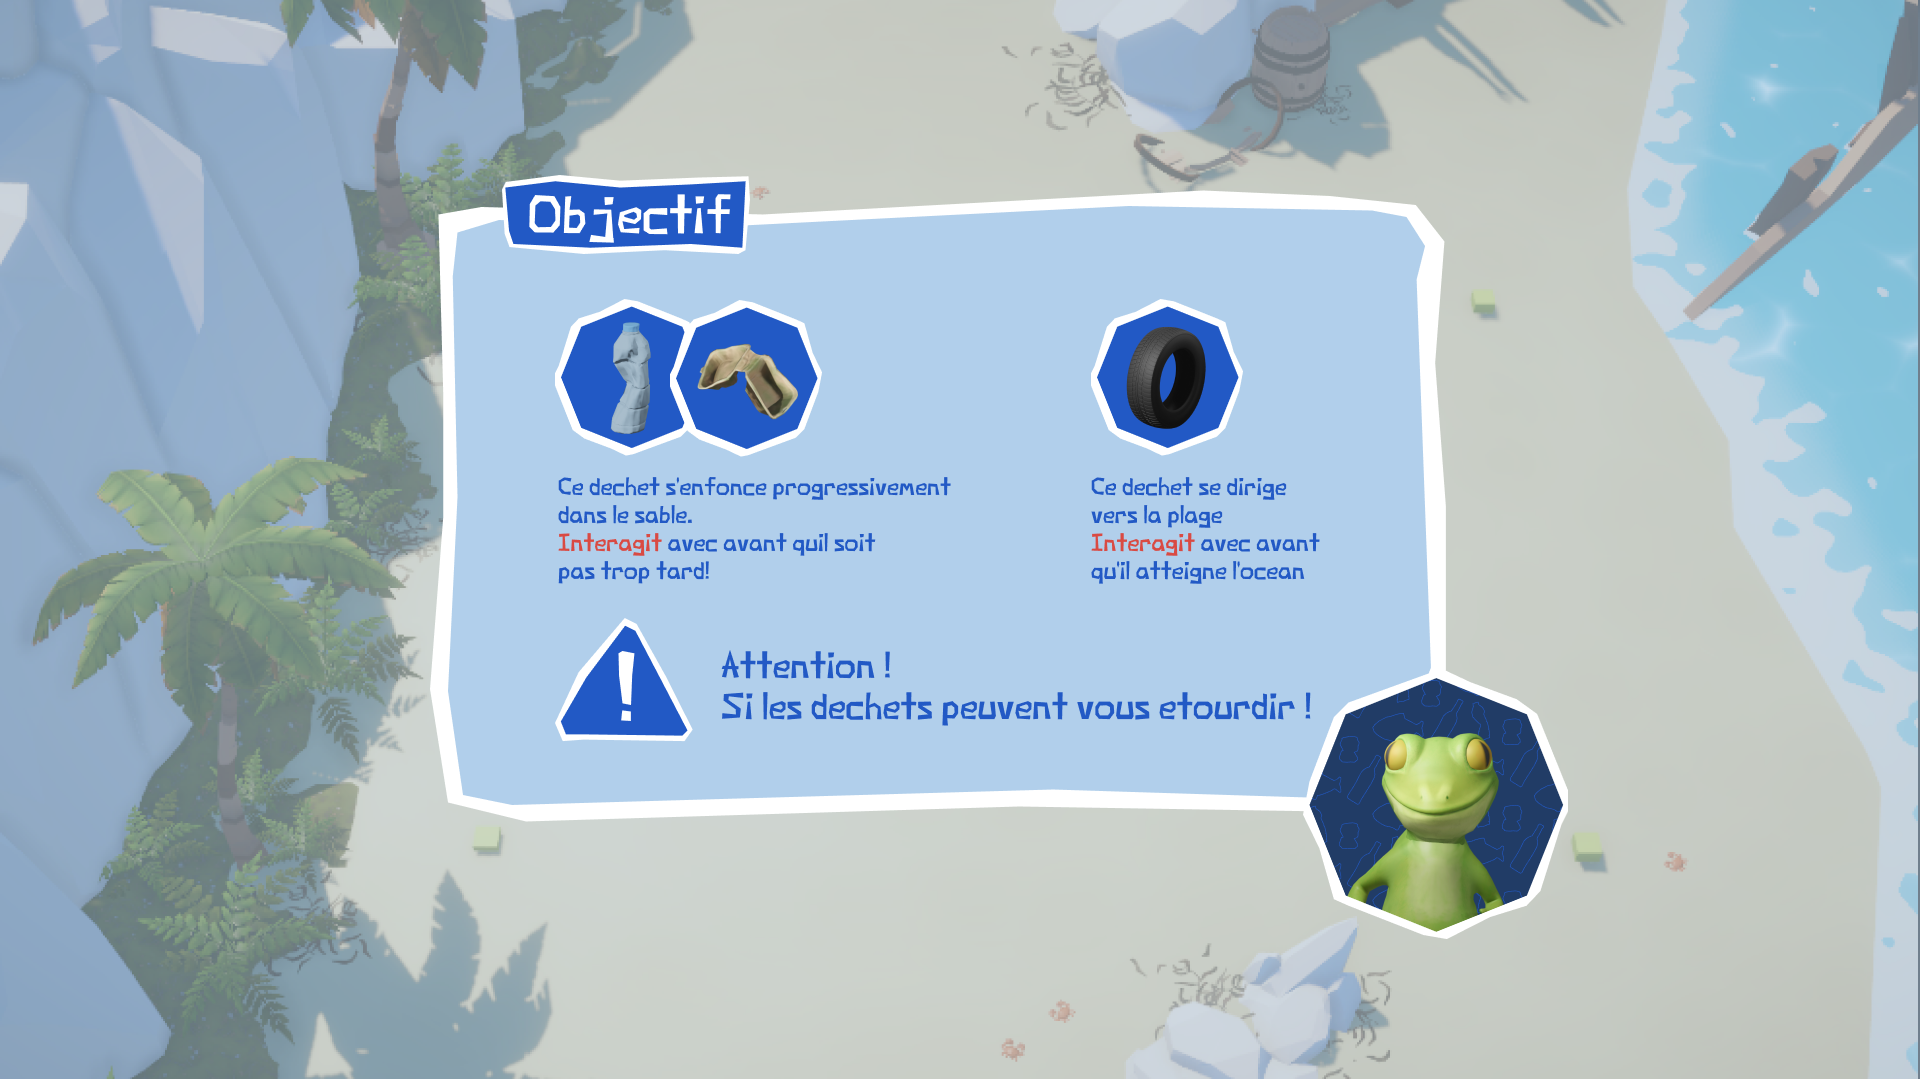 Objectif
Ce dechet s'enfonce progressivement
dans le sable.
Interagit avec avant quil soit
pas trop tard!
Ce dechet se dirige
vers la plage
Interagit avec avant
qu'il atteigne l'ocean
!
Attention !
Si les dechets peuvent vous etourdir !